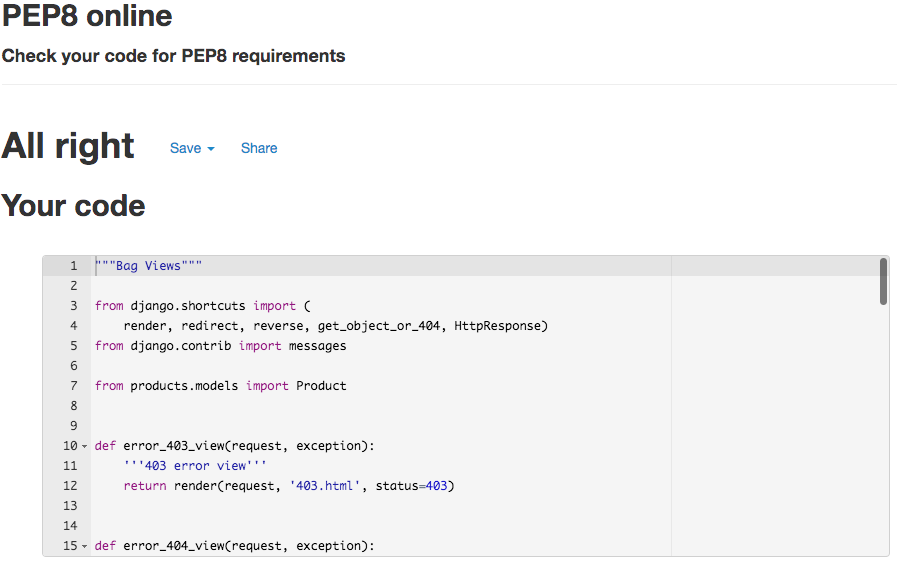 PEP8 online
Check your code for PEP8 requirements
All right Save Share
Your code
1 """Bag Views"""
2
3 from django.shortcuts import (
4     render, redirect, reverse, get_object_or_404, HttpResponse)
5 from django.contrib import messages
6
7 from products.models import Product
8
9
10 def error_403_view(request, exception):
11     '''403 error view'''
12     return render(request, '403.html', status=403)
13
14
15 def error_404_view(request, exception):